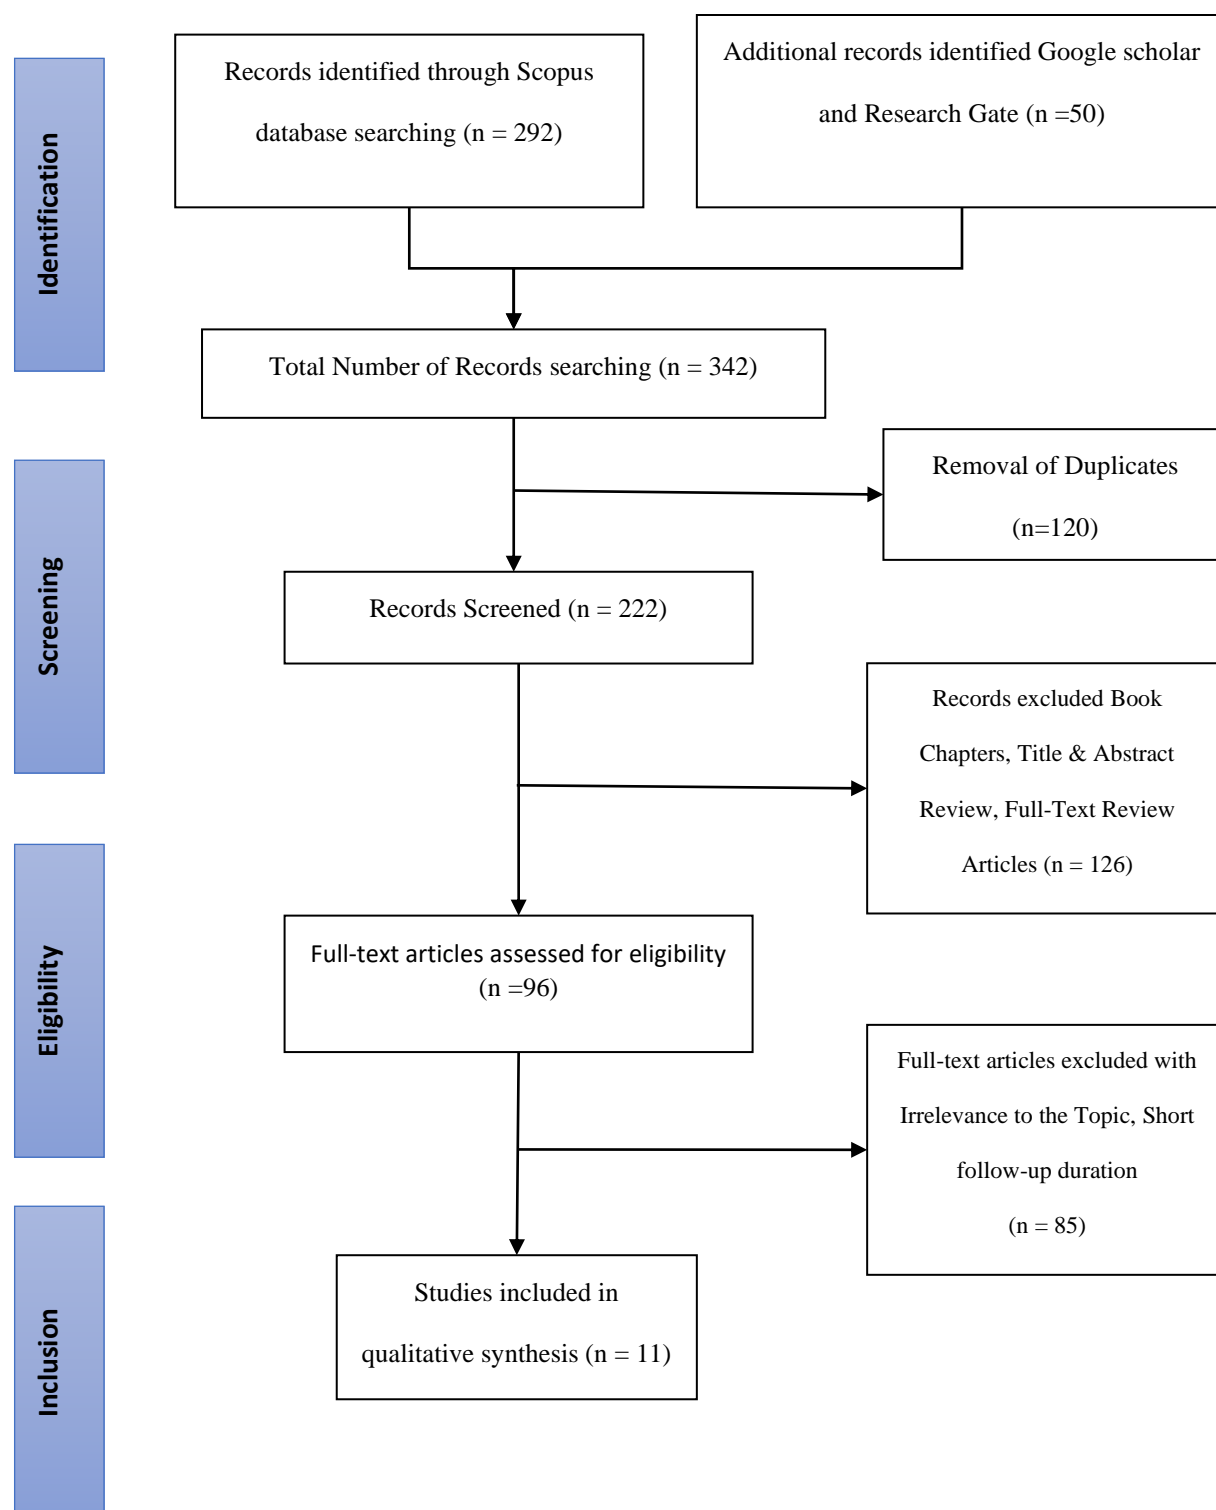 Identification
Records identified through Scopus
database searching (n = 292)
Additional records identified Google scholar
and Research Gate (n =50)
Total Number of Records searching (n = 342)
Screening
Removal of Duplicates
(n=120)
Records Screened (n = 222)
Records excluded Book
Chapters, Title & Abstract
Review, Full-Text Review
Articles (n = 126)
Eligibility
Full-text articles assessed for eligibility
(n =96)
Full-text articles excluded with
Irrelevance to the Topic, Short
follow-up duration
(n = 85)
Inclusion
Studies included in
qualitative synthesis (n = 11)